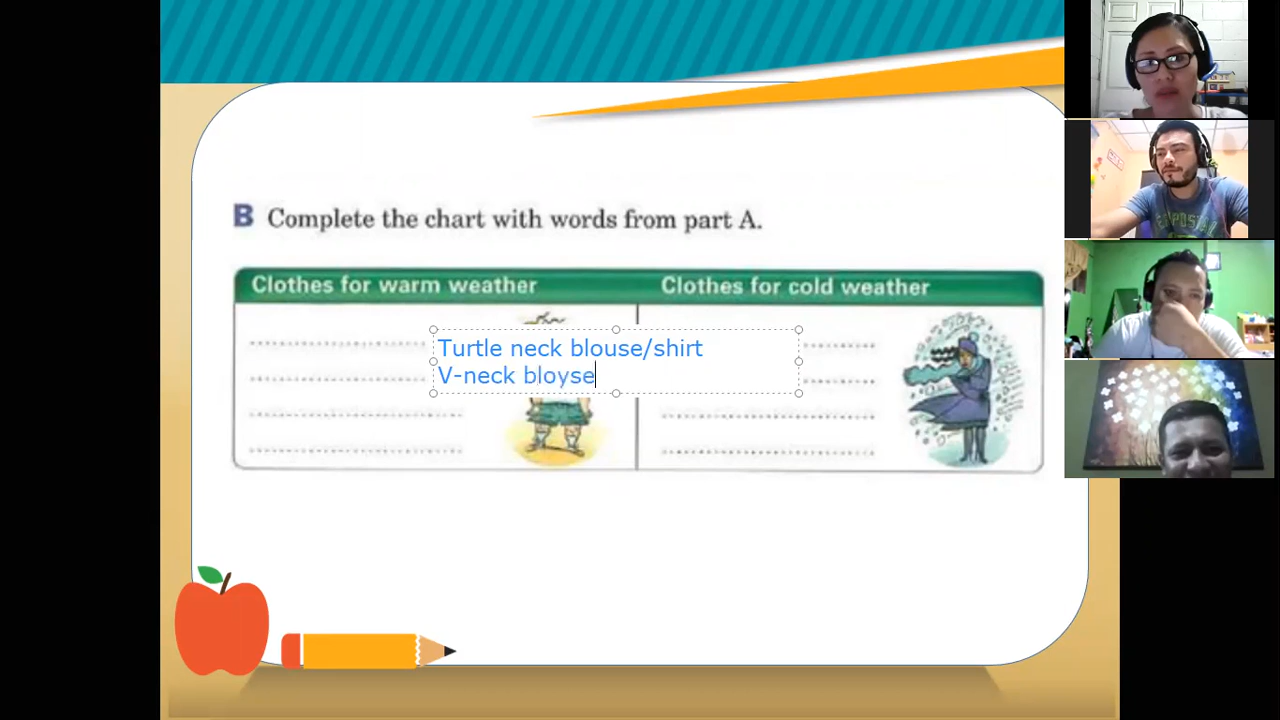 B Complete the chart with words from part A.
Clothes for warm weather
Clothes for cold weather
Turtle neck blouse/shirt
V-neck bloyse